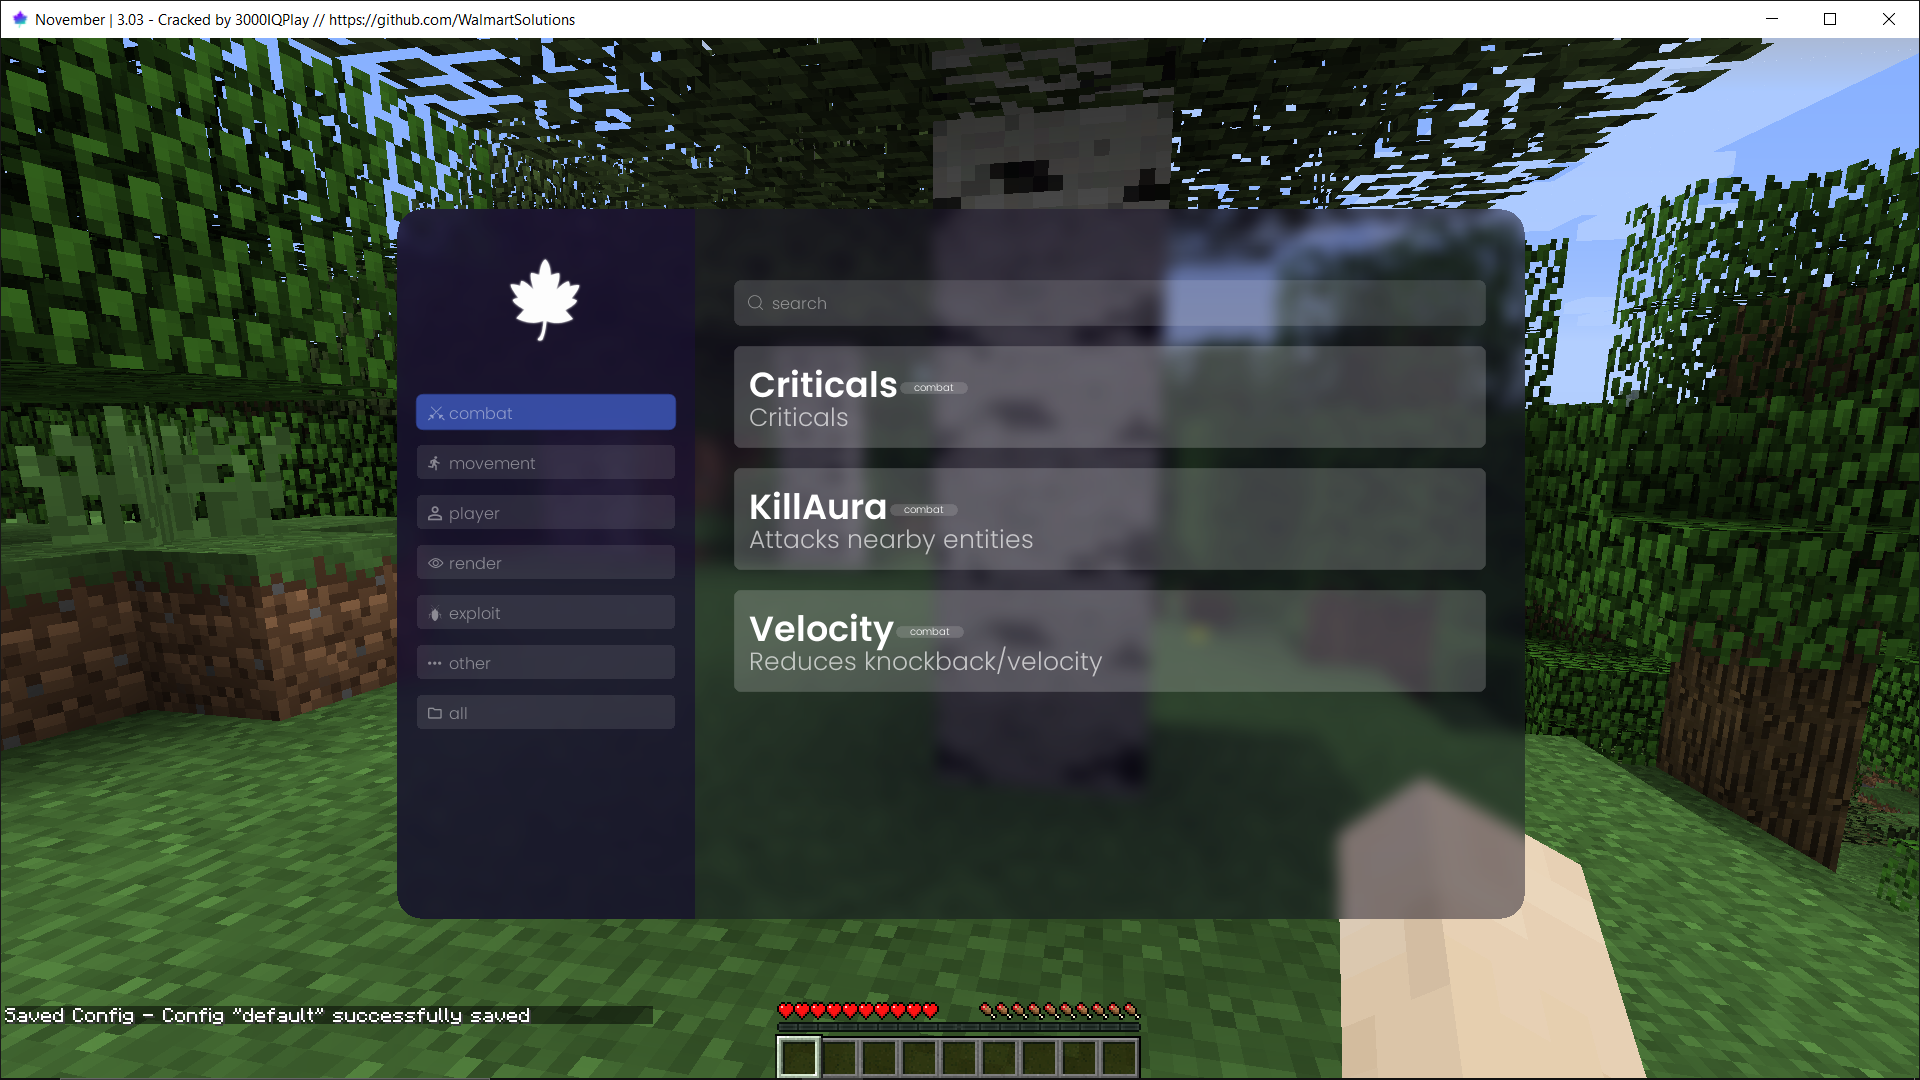 November | 3.03 - Cracked by 3000IQPlay // https://github.com/WalmartSolutions
search
combat
movement
player
render
exploit
other
all
Criticals combat
Criticals
KillAura combat
Attacks nearby entities
Velocity combat
Reduces knockback/velocity
Saved Config - Config "default" successfully saved